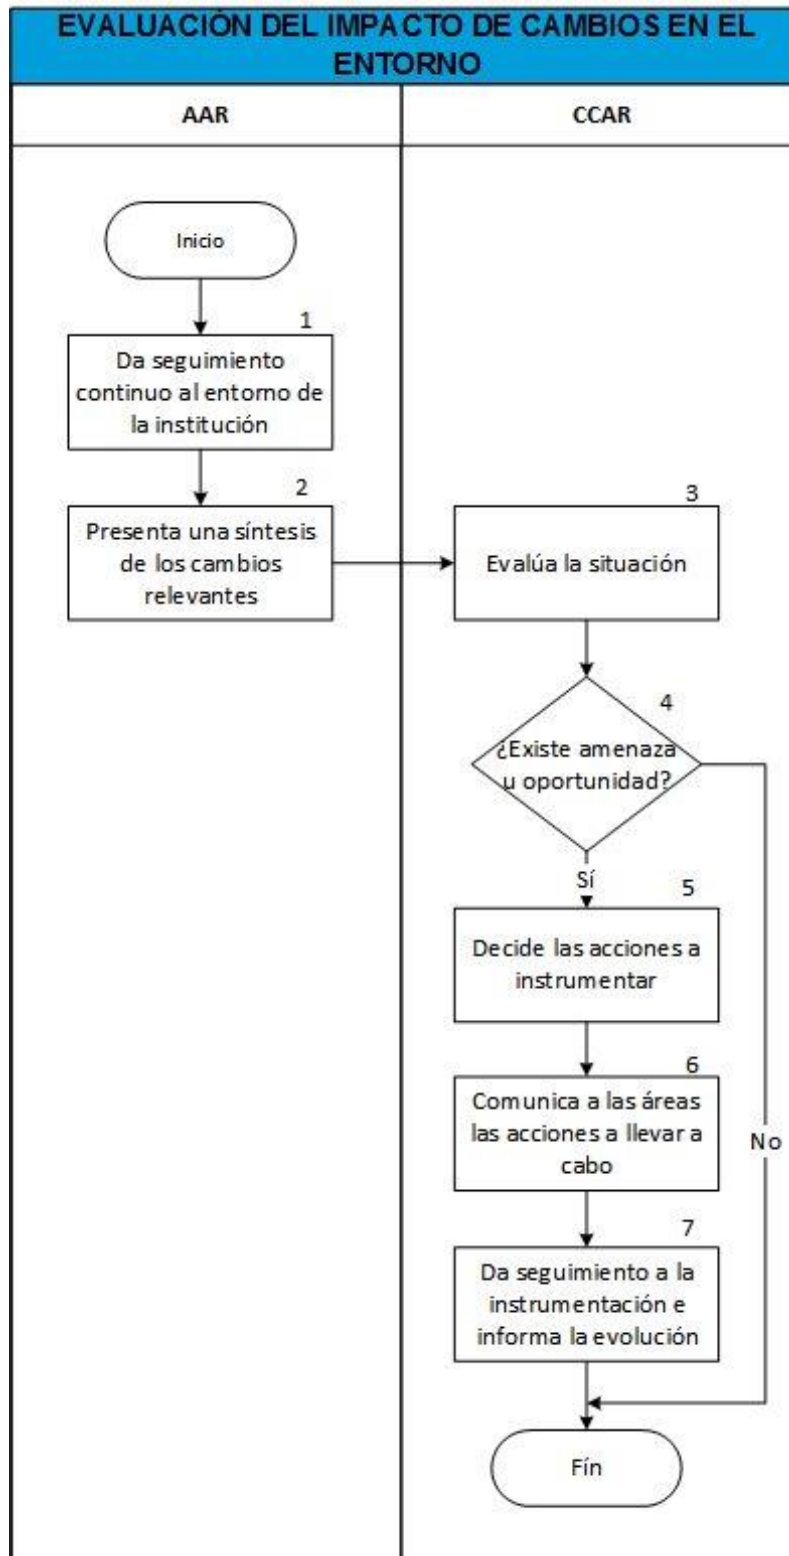 EVALUACIÓN DEL IMPACTO DE CAMBIOS EN EL
ENTORNO
AAR
CCAR
Inicio
1
Da seguimiento
continuo al entorno de
la institución
2
Presenta una síntesis
de los cambios
relevantes
3
Evalúa la situación
4
¿Existe amenaza
u oportunidad?
Sí
5
Decide las acciones a
instrumentar
6
Comunica a las áreas
las acciones a llevar a
cabo
No
7
Da seguimiento a la
instrumentación e
informa la evolución
Fín